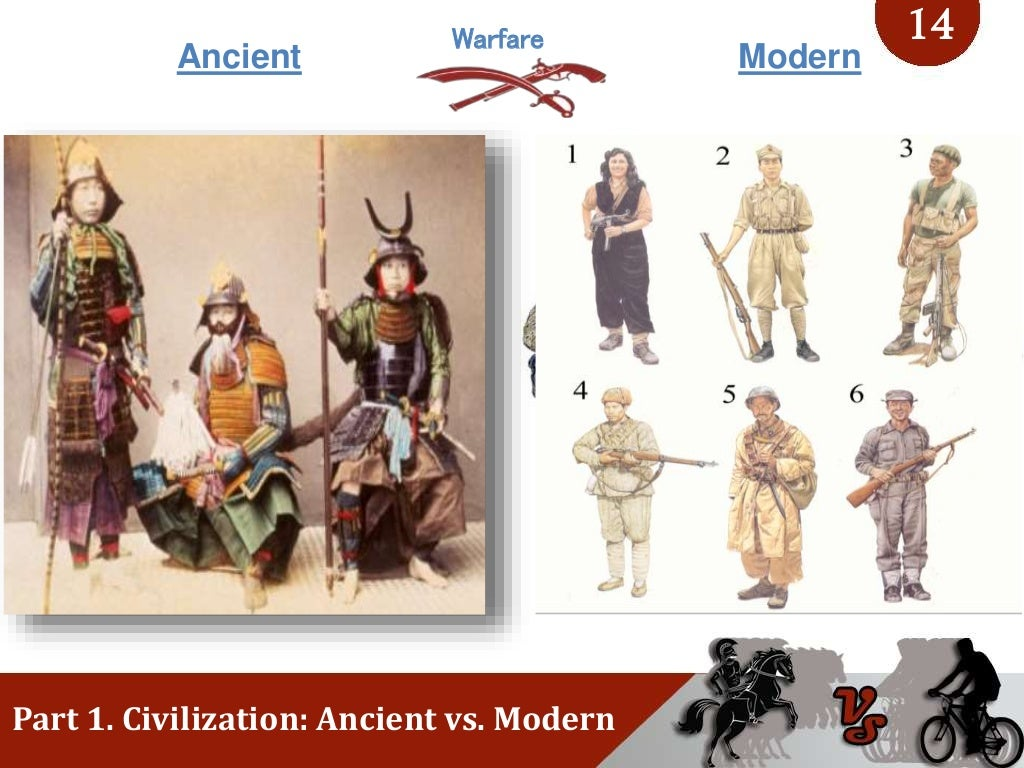 14
Warfare
Ancient
Modern
1
2
3
4
5
6
Part 1. Civilization: Ancient vs. Modern
Vs